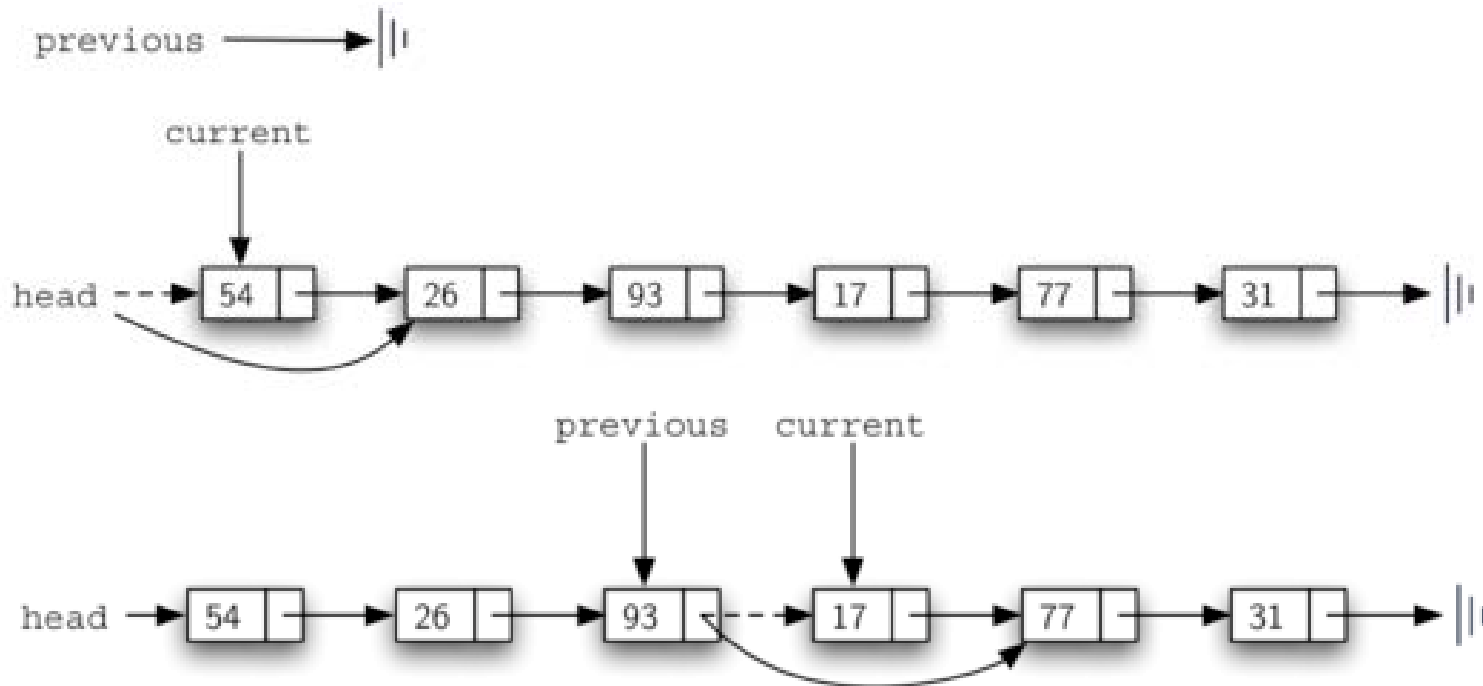 previous
current
head 54 26 93 17 77 31
previous current
head 54 26 93 17 77 31